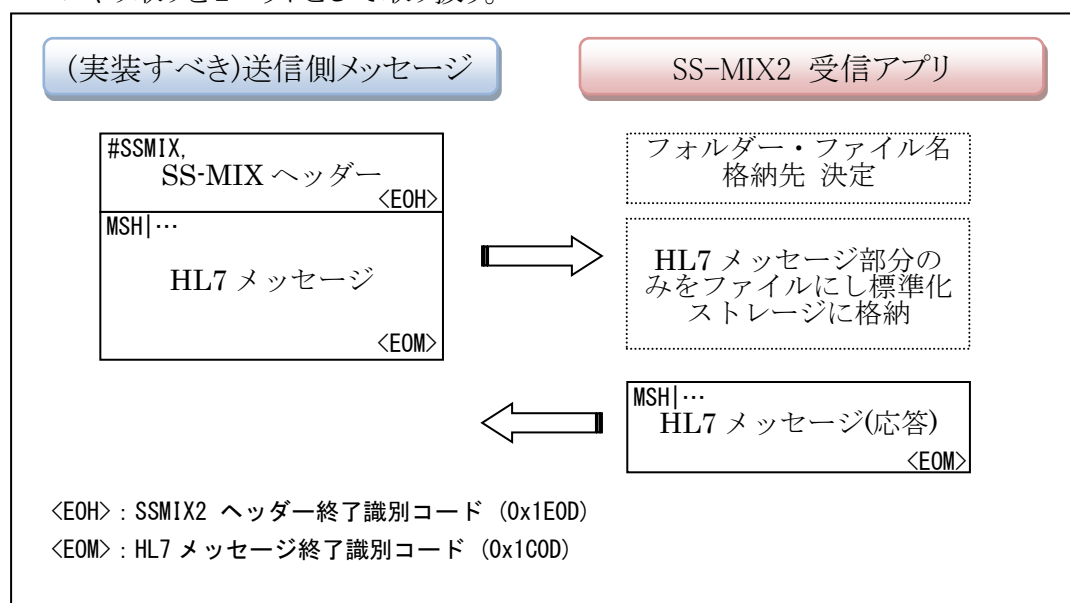 (実装すべき)送信側メッセージ
SS-MIX2 受信アプリ
#SSMIX,
SS-MIX ヘッダー
<EOH>
MSH|…
HL7 メッセージ
<EOM>
フォルダー・ファイル名
格納先 決定
HL7 メッセージ部分の
みをファイルにし標準化
ストレージに格納
MSH|…
HL7 メッセージ(応答)
<EOM>
<EOH>：SSMIX2 ヘッダー終了識別コード (0x1E0D)
<EOM>：HL7 メッセージ終了識別コード (0x1C0D)